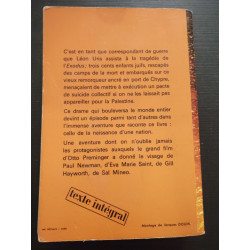 C'est en tant que correspondant de guerre
que Léon Uris assiste à la tragédie de
l'Exodus; trois cents enfants juifs, rescapés
des camps de la mort et embarqués sur ce
vieux remorqueur ancré en port de Chypre,
menaçaient de mettre à exécution un pacte
de suicide collectif si on ne les laissait pas
appareiller pour la Palestine.
Ce drame qui bouleverse le monde entier
devint un épisode parmi tant d'autres dans
l'immense aventure que raconte ce livre :
celle de la naissance d'une nation.
Une aventure dont on n'oublie jamais
les protagonistes auxquels le grand film
d'Otto Preminger a donné le visage de
Paul Newman, d'Eva Marie Saint, de Gill
Hayworth, de Sal Mineo.
texte intégral